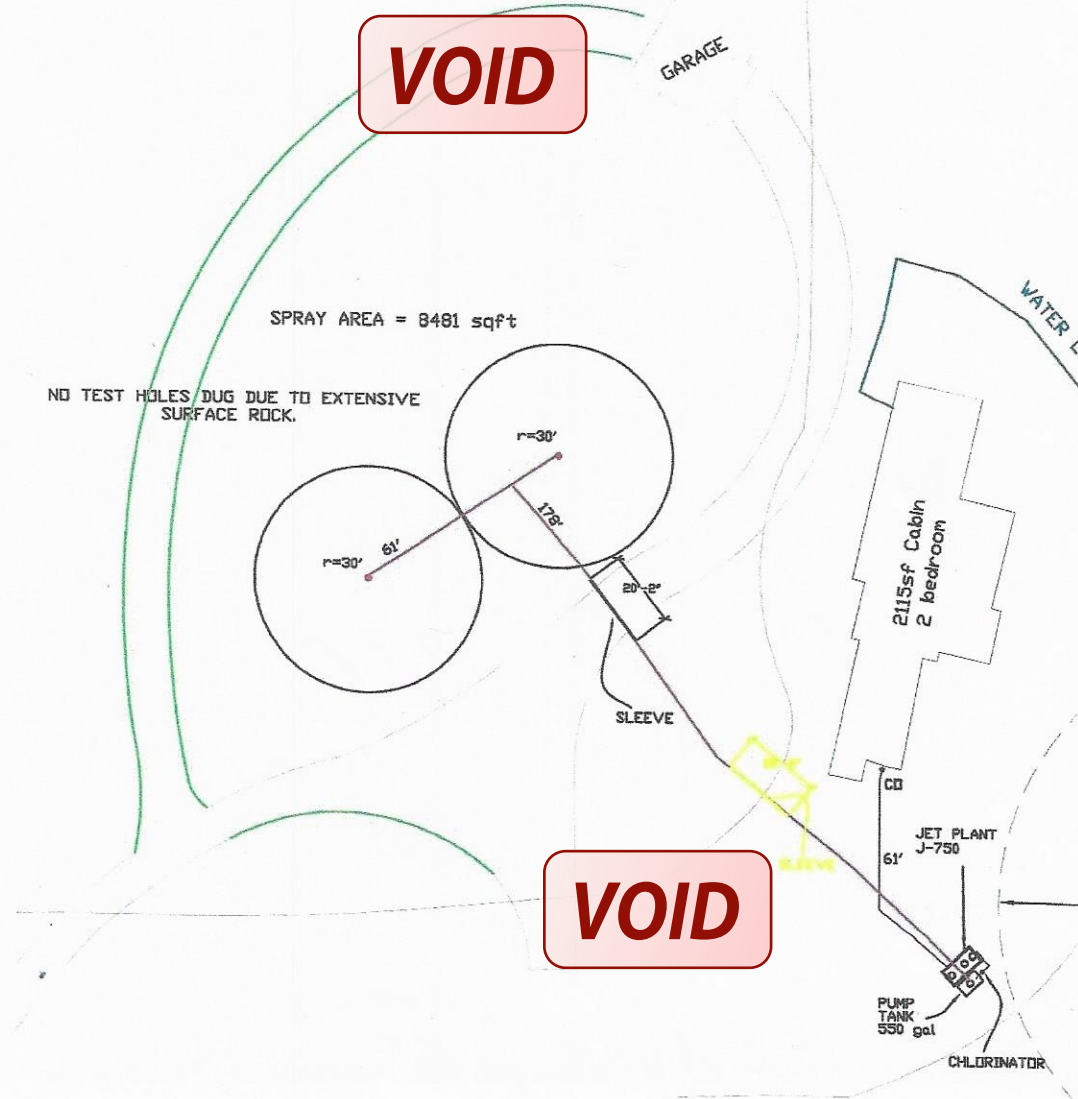 VOID
GARAGE
SPRAY AREA = 8481 sqft
WATER
NO TEST HOLES DUG DUE TO EXTENSIVE
SURFACE ROCK.
r=30'
178'
61'
r=30'
20'-2"
2115sf Cabin
2 bedroom
SLEEVE
CO
JET PLANT
J-750
61'
SLEEVE
VOID
PUMP
TANK
550 gal
CHLORINATOR